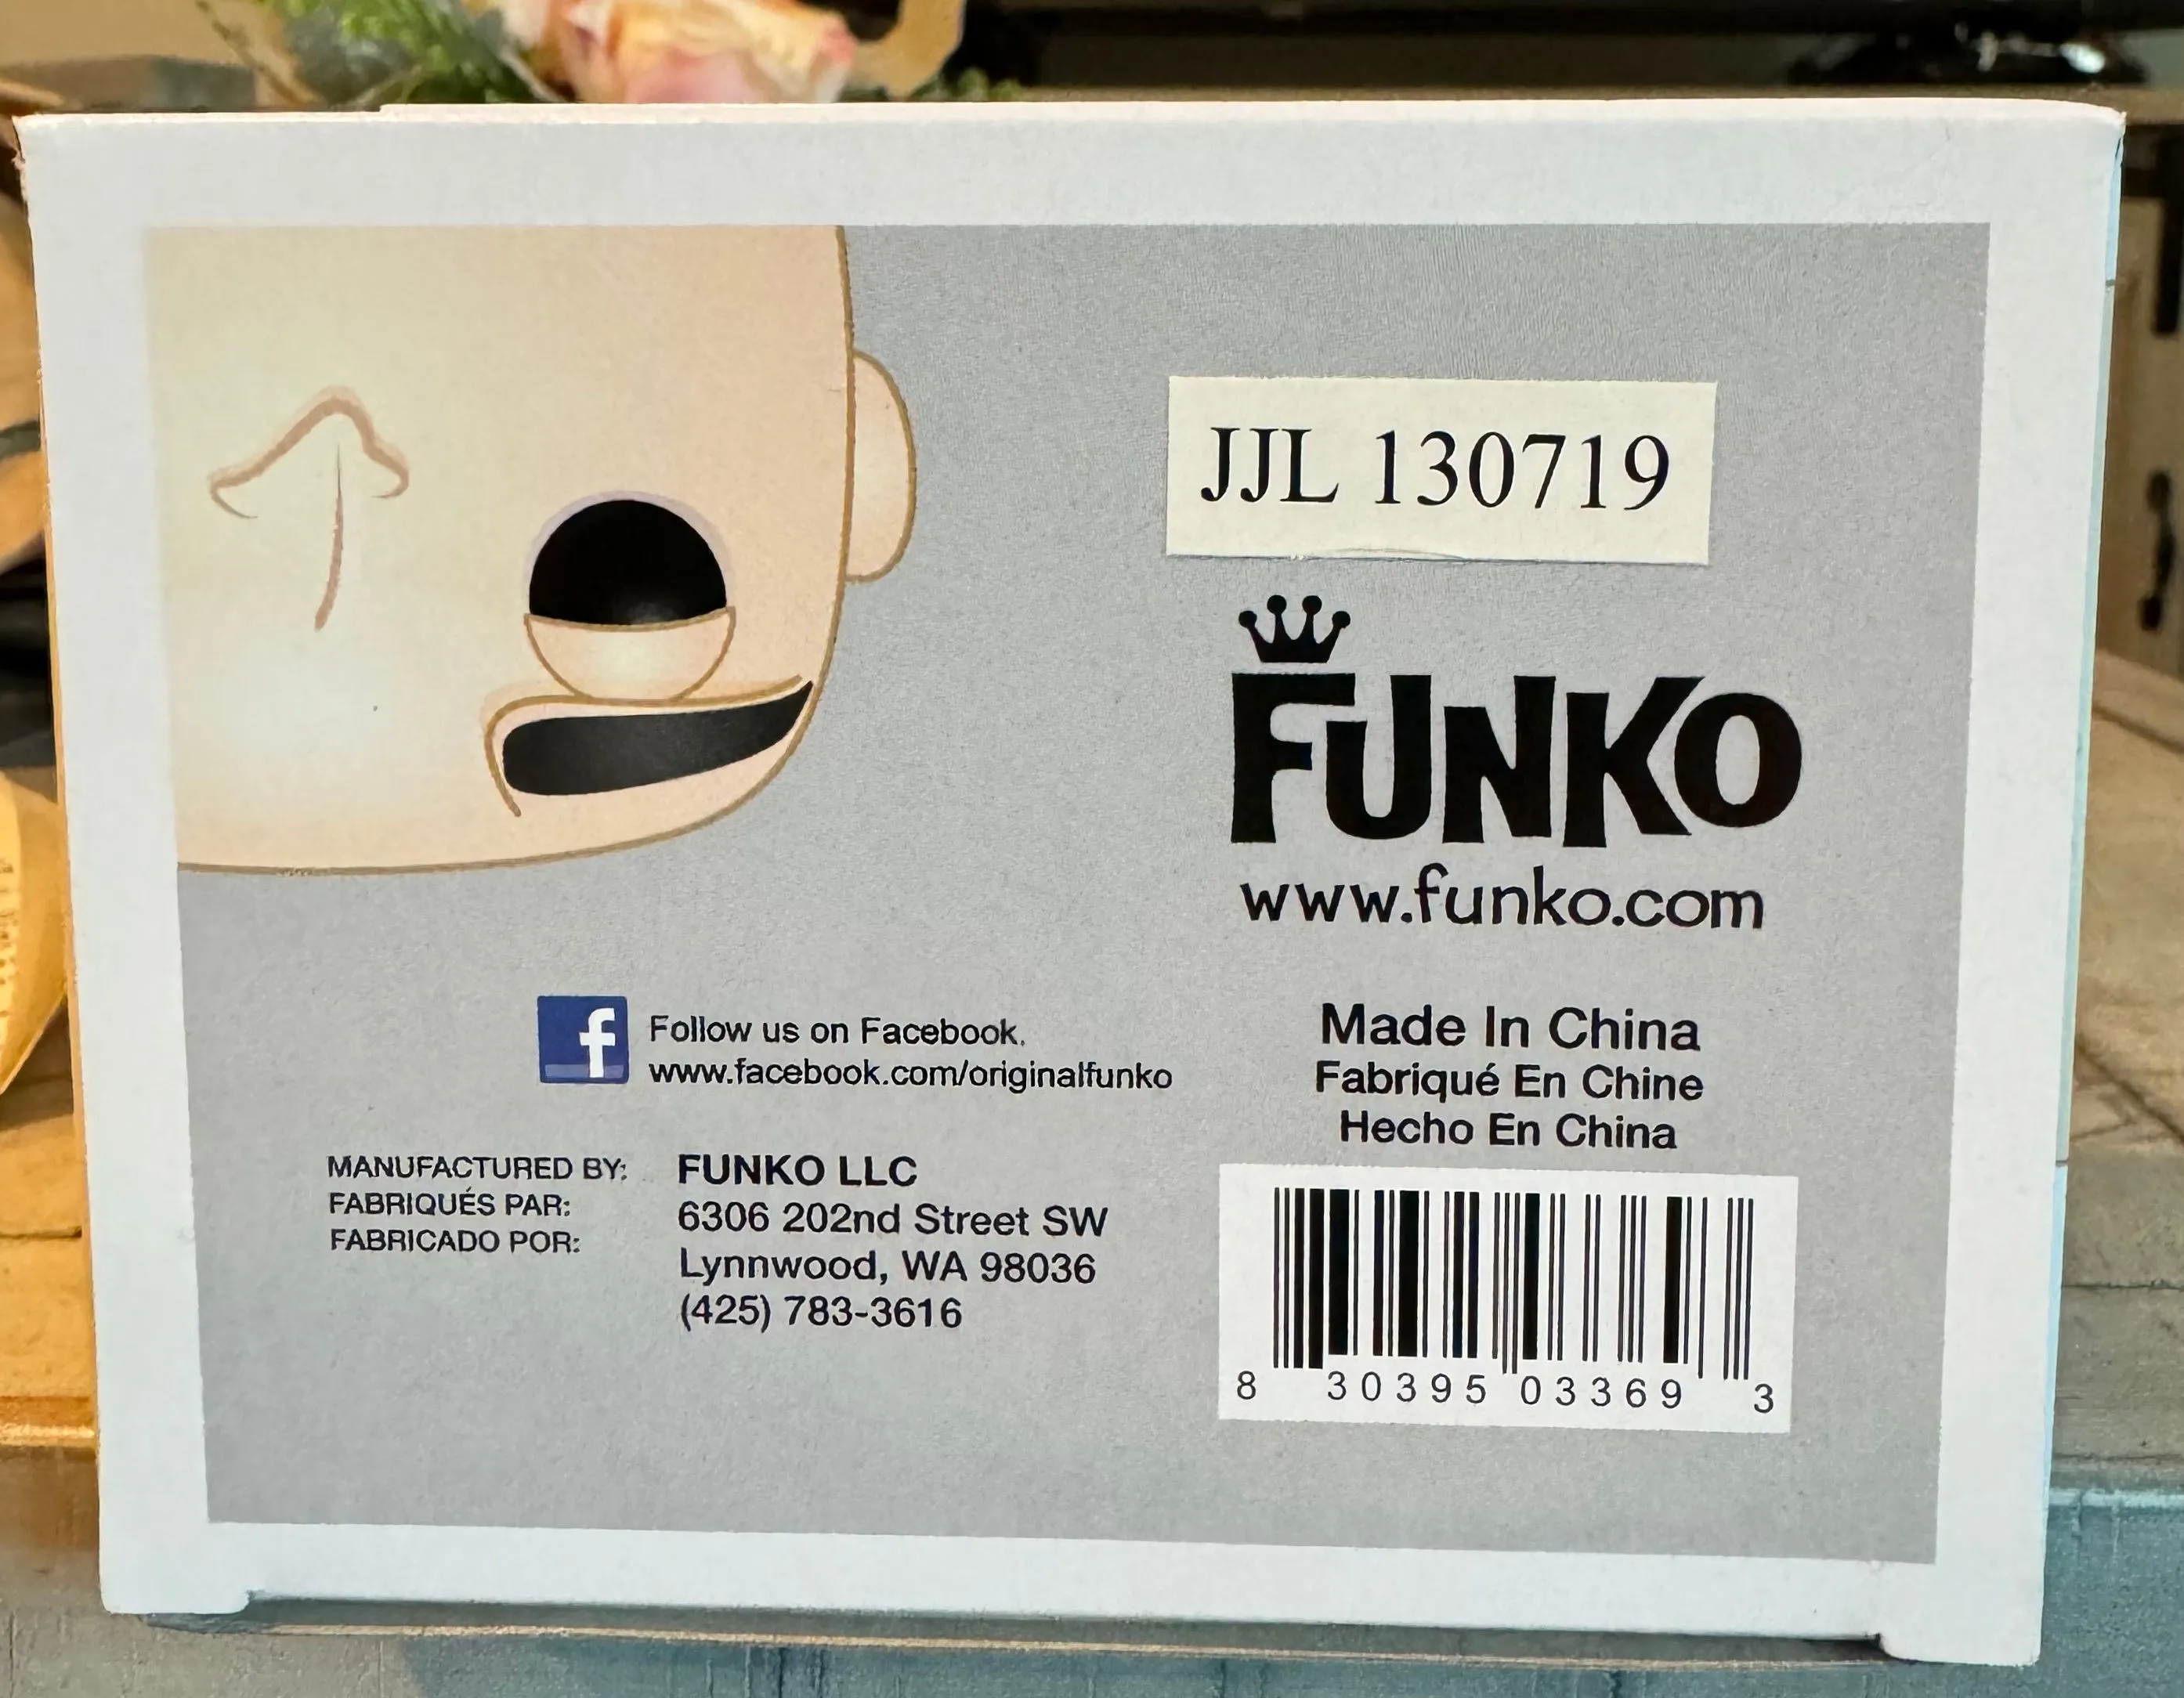 JJL 130719
FUNKO
www.funko.com
f
Follow us on Facebook.
www.facebook.com/originalfunko
Made In China
Fabriqué En Chine
Hecho En China
MANUFACTURED BY:
FABRIQUÉS PAR:
FABRICADO POR:
FUNKO LLC
6306 202nd Street SW
Lynnwood, WA 98036
(425) 783-3616
8 30395 03369 3